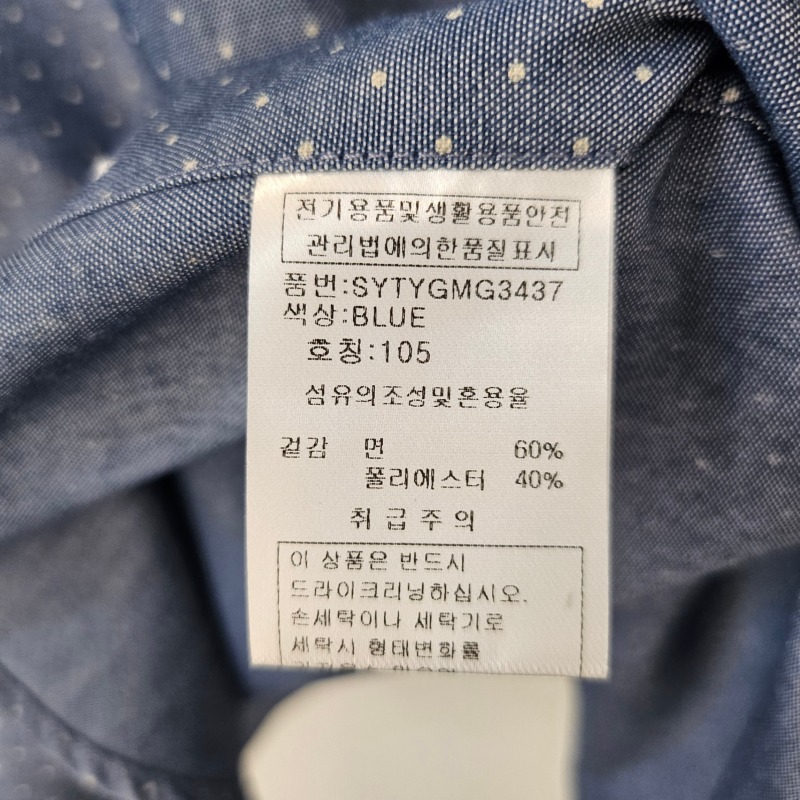 전기용품및생활용품안전
관리법에의한품질표시
품번:SYTYGMG3437
색상:BLUE
호칭:105
섬유의조성및혼용율
겉감 면 60%
폴리에스터 40%
취급주의
이 상품은 반드시
드라이크리닝하십시오.
손세탁이나 세탁기로
세탁시 형태변화를